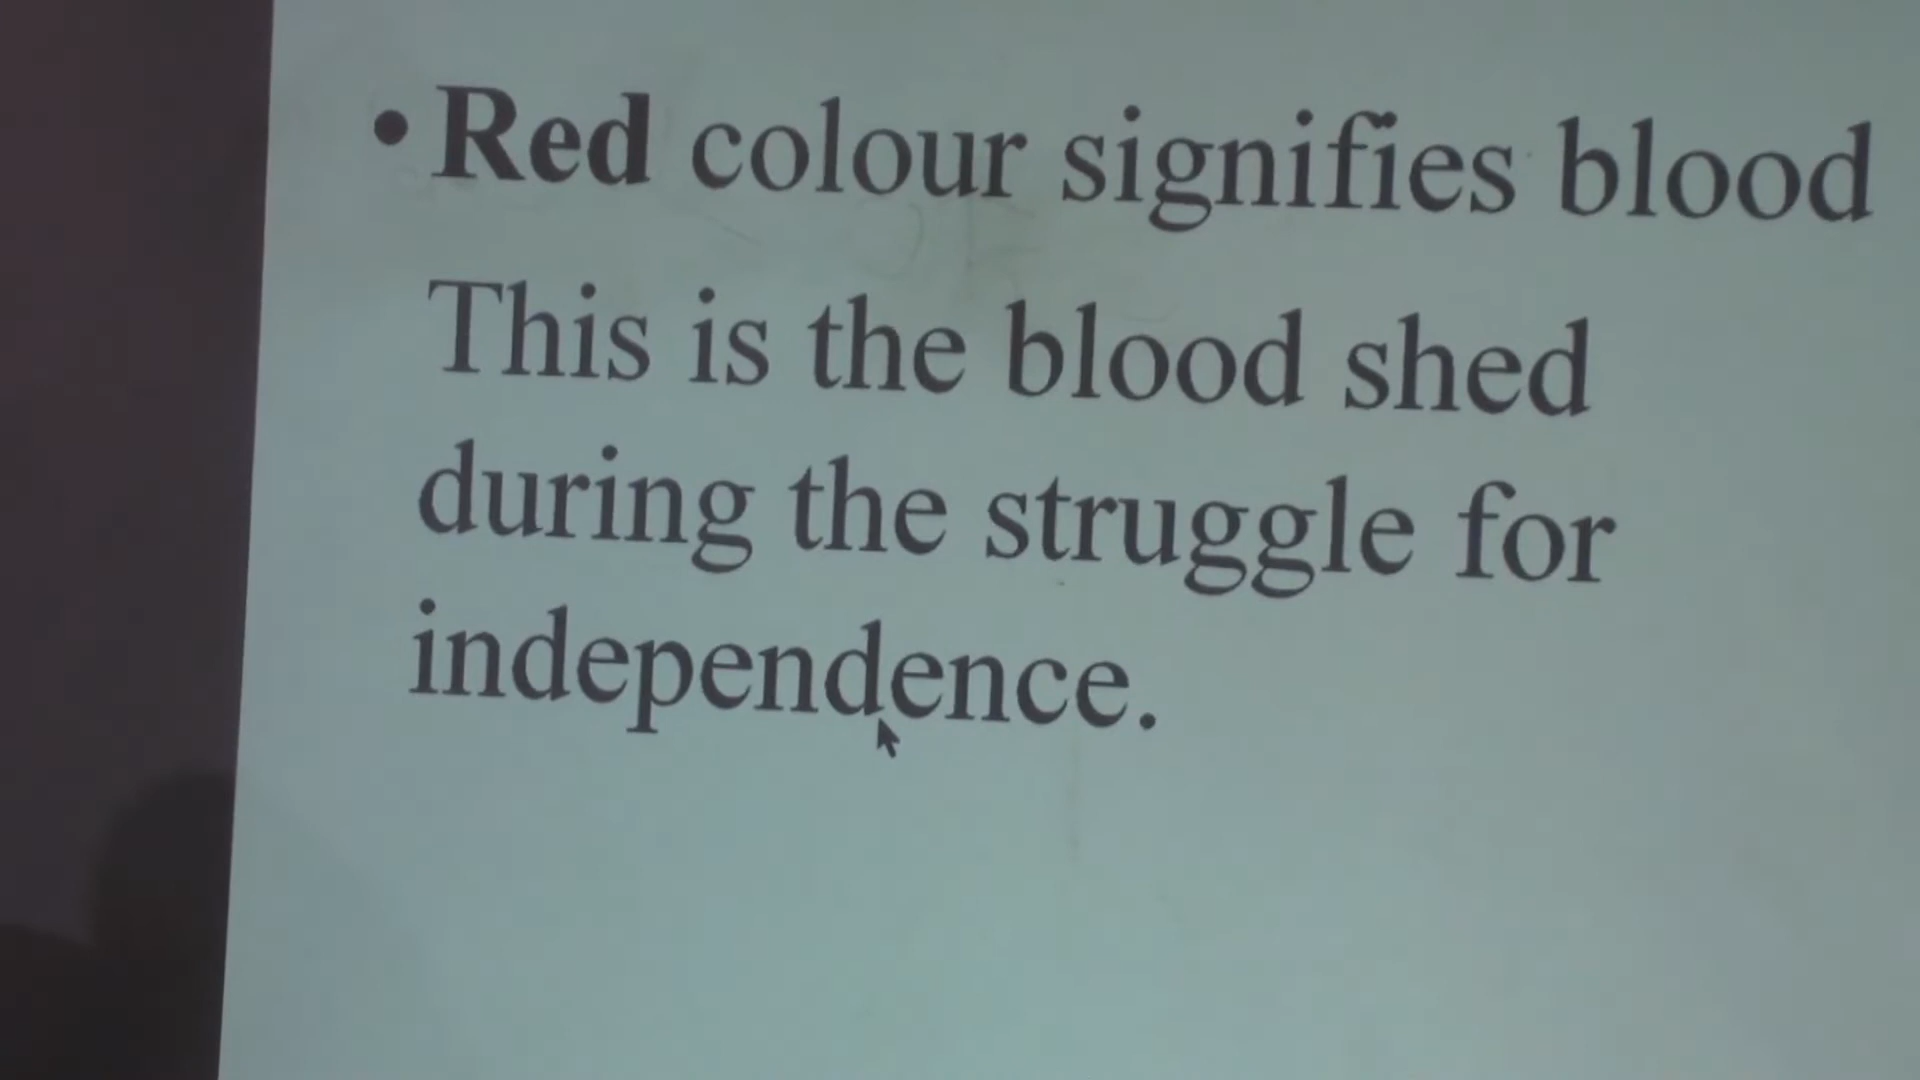 • Red colour signifies blood
This is the blood shed
during the struggle for
independence.